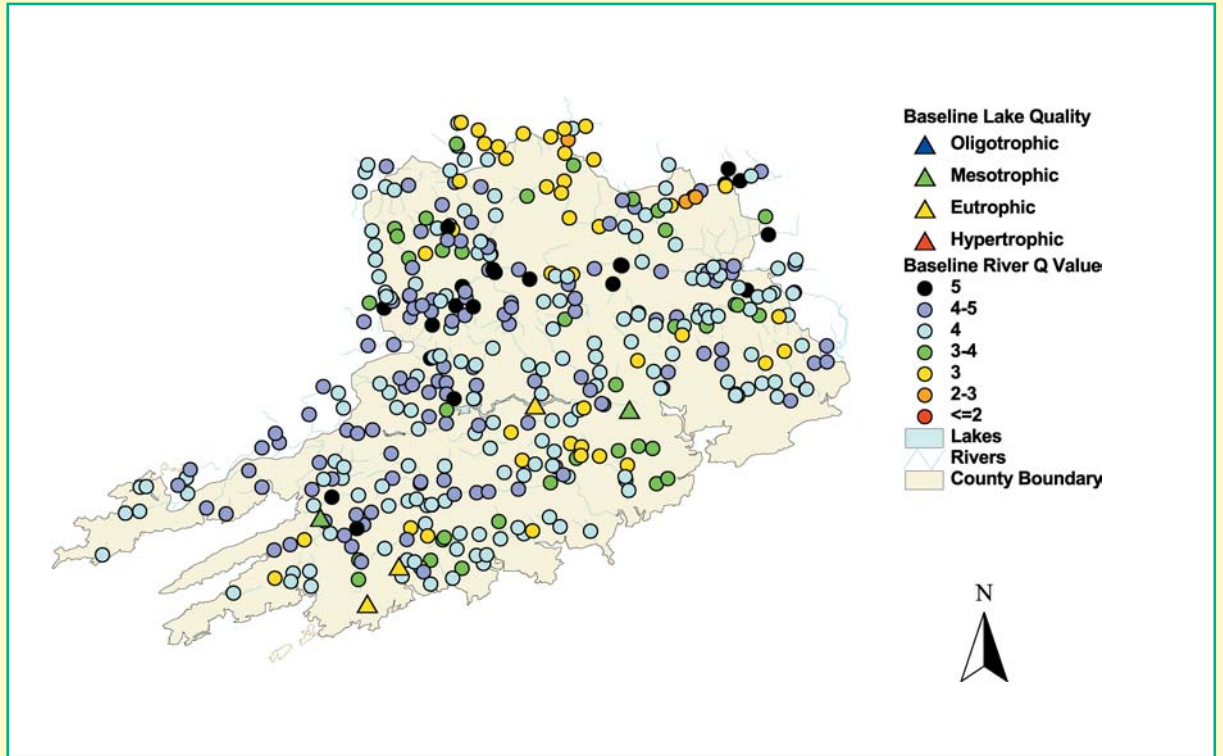 Baseline Lake Quality
Oligotrophic
Mesotrophic
Eutrophic
Hypertrophic
Baseline River Q Value
5
4-5
4
3-4
3
2-3
<=2
Lakes
Rivers
County Boundary
N